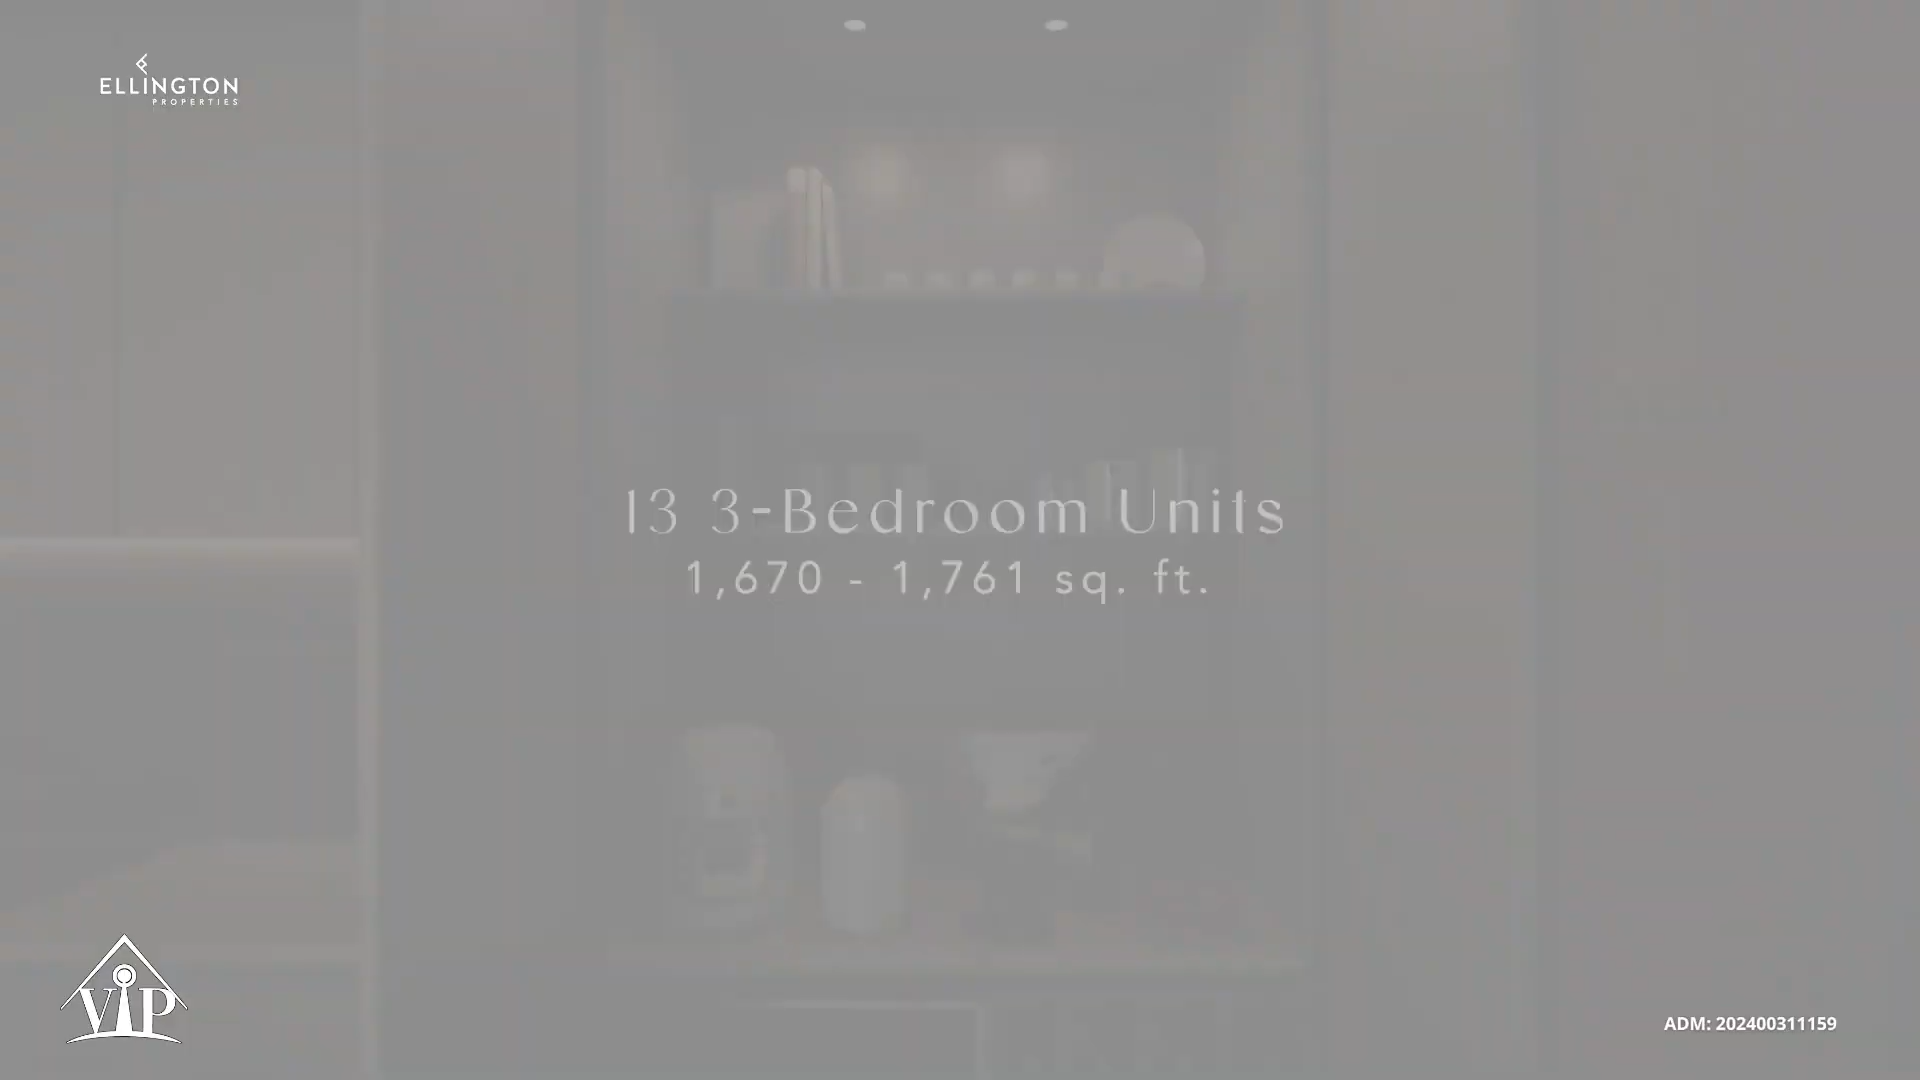 ELLINGTON
PROPERTIES
13 3-Bedroom Units
1,670 - 1,761 sq. ft.
VIP
ADM: 202400311159